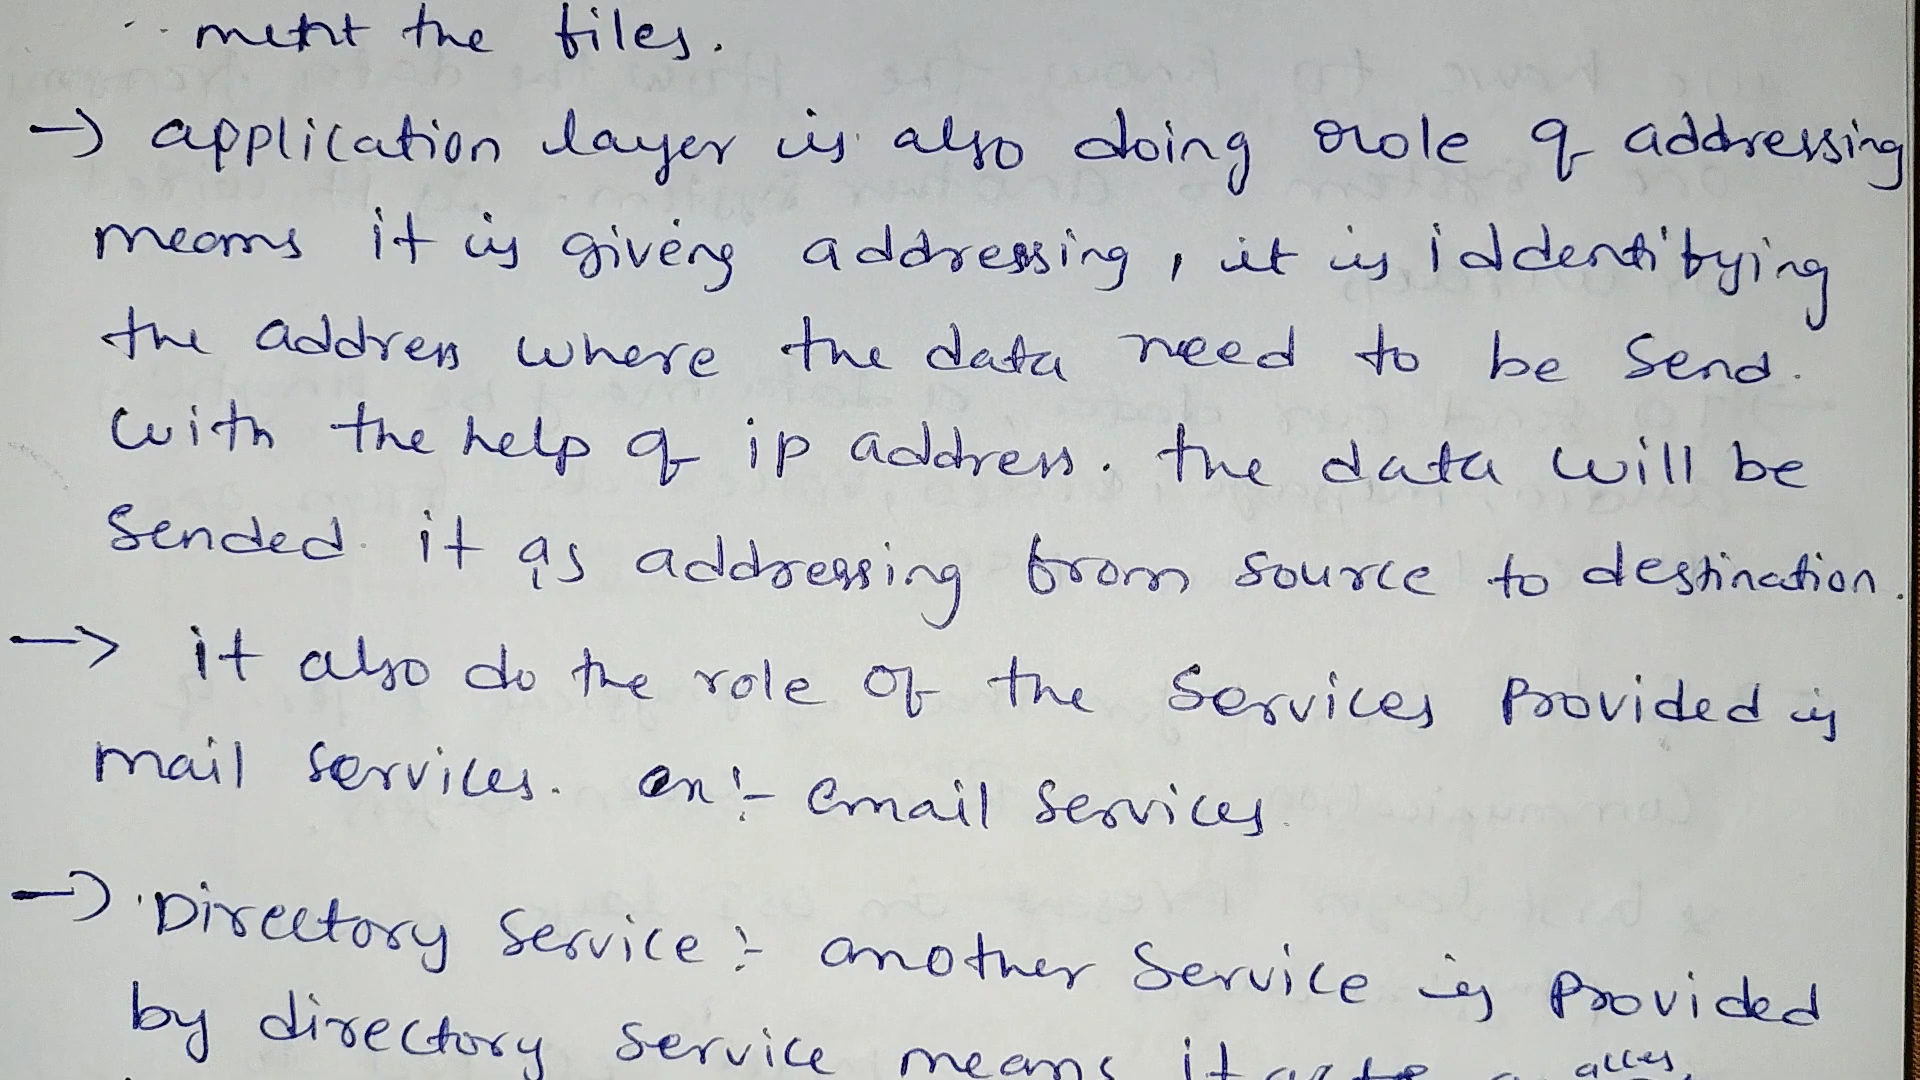 ment the files.
→ application layer is also doing role of addressing
means it is giving addressing, it is iddentifying
the address where the data need to be Send.
with the help of ip address. the data will be
Sended. it as addressing from source to destination.
→ it also do the role of the Services Provided is
mail services. ex:- Email Services.
→ Directory Service:- another Service is Provided
by directory service means it